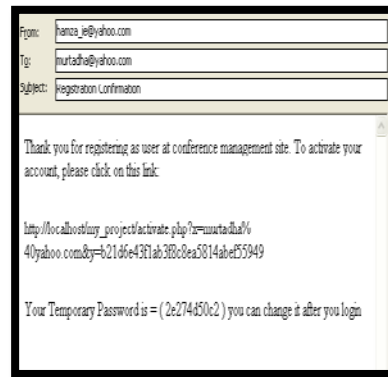 From: hamza_ie@yahoo.com
To: murtadha@yahoo.com
Subject: Registration Confirmation
Thank you for registering as user at conference management site. To activate your
account, please click on this link:
http://localhost/my_project/activate.php?x=murtadha%
40yahoo.com&y=b21d6e43f1ab3f8c8ea5814abef55949
Your Temporary Password is = ( 2e274d50c2 ) you can change it after you login